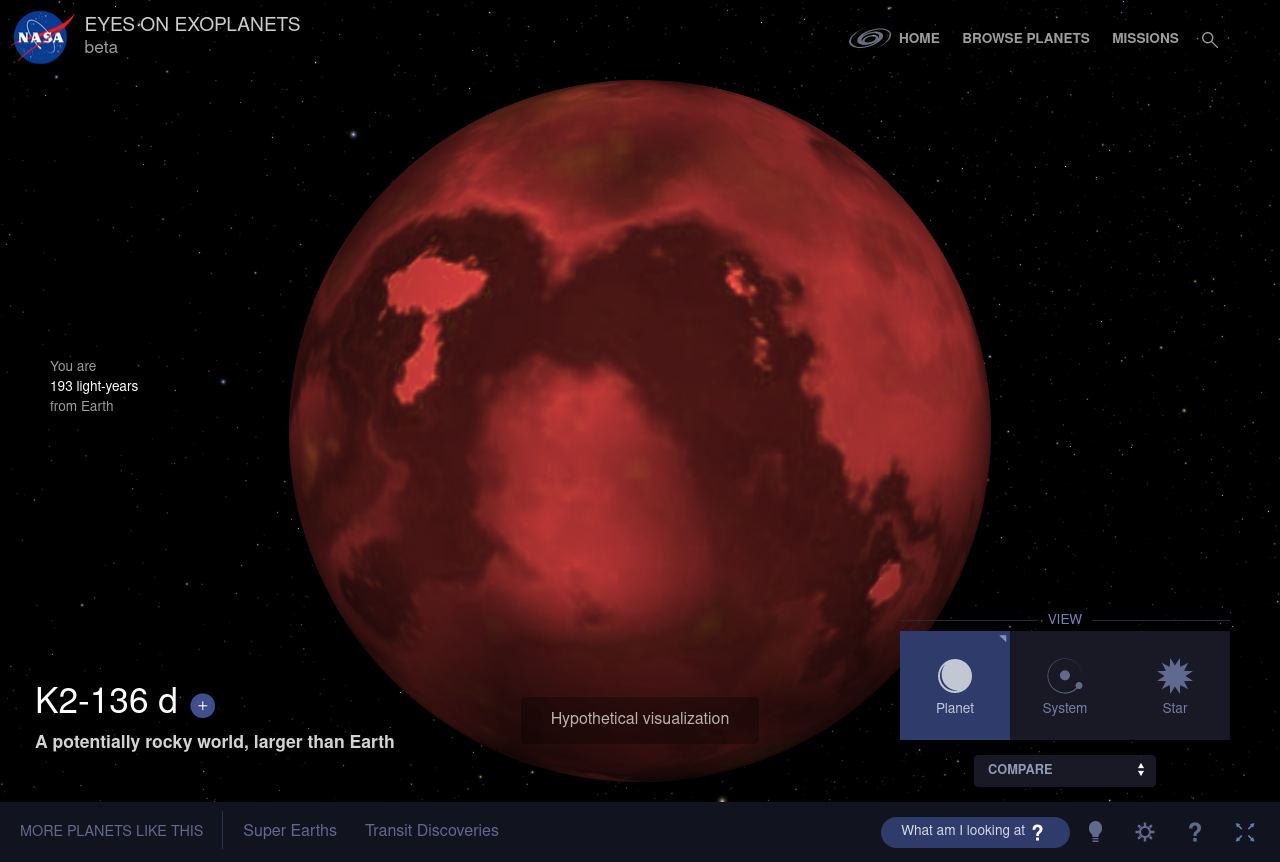 NASA
EYES ON EXOPLANETS
beta
HOME
BROWSE PLANETS
MISSIONS
You are
193 light-years
from Earth
K2-136 d +
A potentially rocky world, larger than Earth
Hypothetical visualization
VIEW
Planet
System
Star
COMPARE
MORE PLANETS LIKE THIS
Super Earths
Transit Discoveries
What am I looking at ?
?